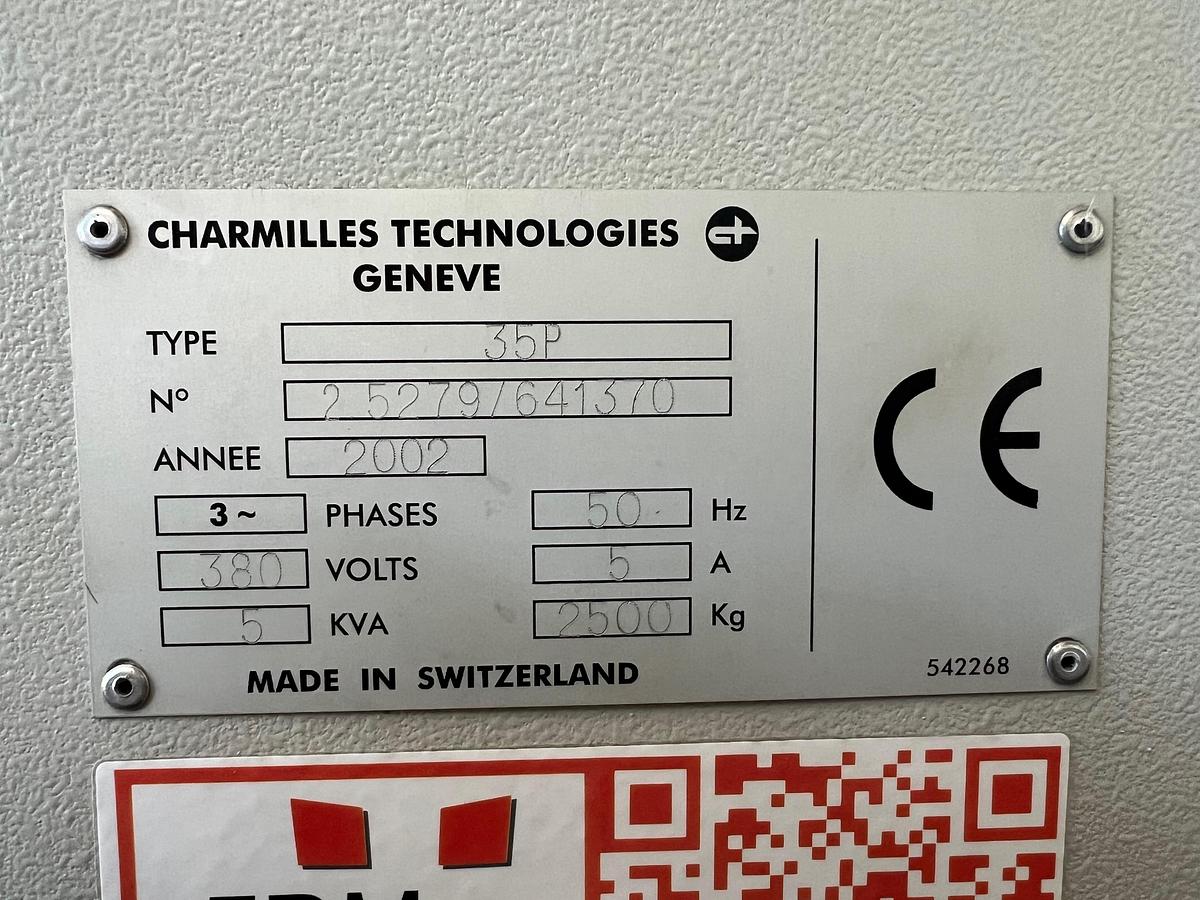 CHARMILLES TECHNOLOGIES
GENEVE
TYPE 35P
N° 2.5279/641370
ANNEE 2002
3~ PHASES 50 Hz
380 VOLTS 5 A
5 KVA 2500 Kg
MADE IN SWITZERLAND
CE
542268